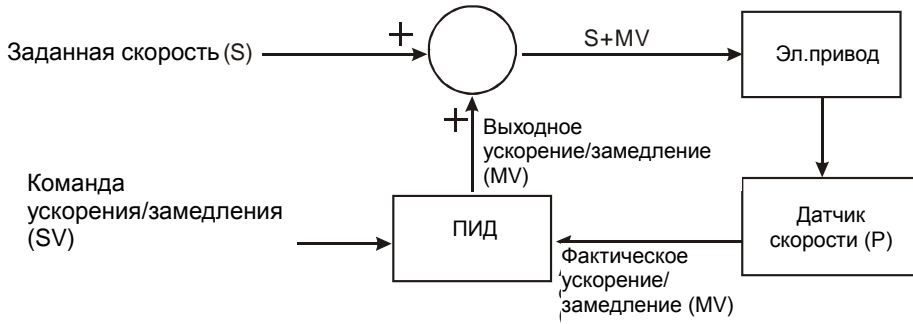 Заданная скорость (S)
+
S+MV
Эл.привод
+
Выходное
ускорение/замедление
(MV)
Команда
ускорения/замедления
(SV)
ПИД
Датчик
скорости (P)
Фактическое
ускорение/
замедление (MV)